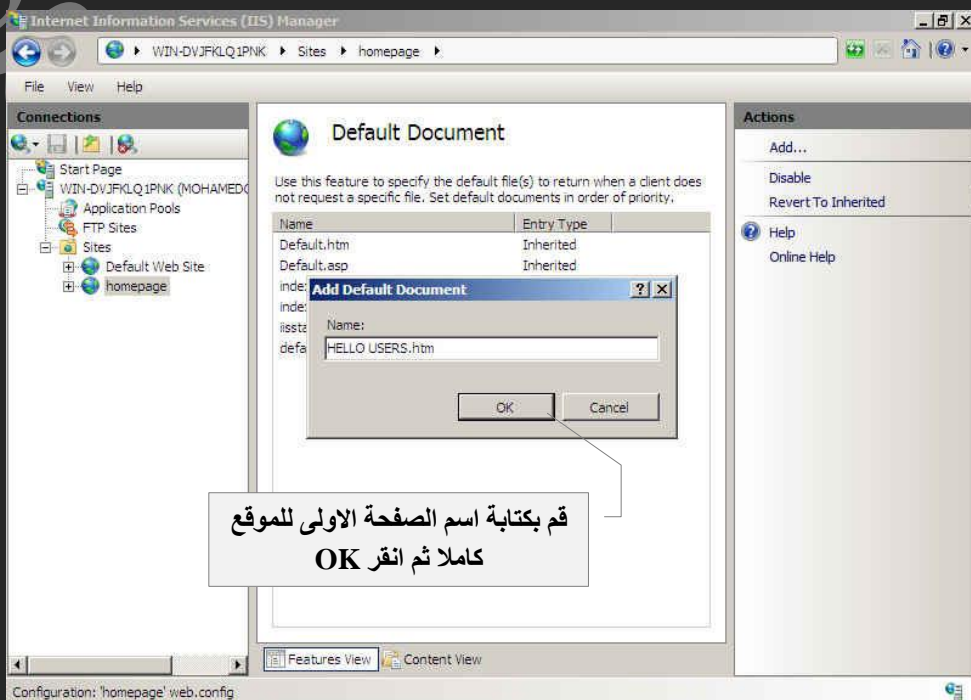 Internet Information Services (IIS) Manager
WIN-DVJFKLQ1PNK Sites homepage
File View Help
Connections
Start Page
WIN-DVJFKLQ1PNK (MOHAMEDO
Application Pools
FTP Sites
Sites
Default Web Site
homepage
Default Document
Use this feature to specify the default file(s) to return when a client does
not request a specific file. Set default documents in order of priority.
Name Entry Type
Default.htm Inherited
Default.asp Inherited
inde
inde
iissta
defa
Add Default Document
Name:
HELLO USERS.htm
OK Cancel
قم بكتابة اسم الصفحة الاولى للموقع
كاملا ثم انقر OK
Features View Content View
Actions
Add...
Disable
Revert To Inherited
Help
Online Help
Configuration: 'homepage' web.config